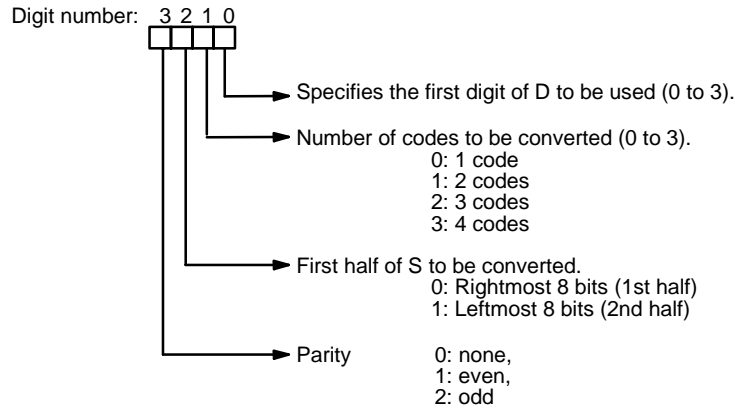 Digit number: 3 2 1 0
Specifies the first digit of D to be used (0 to 3).
Number of codes to be converted (0 to 3).
0: 1 code
1: 2 codes
2: 3 codes
3: 4 codes
First half of S to be converted.
0: Rightmost 8 bits (1st half)
1: Leftmost 8 bits (2nd half)
Parity 0: none,
1: even,
2: odd